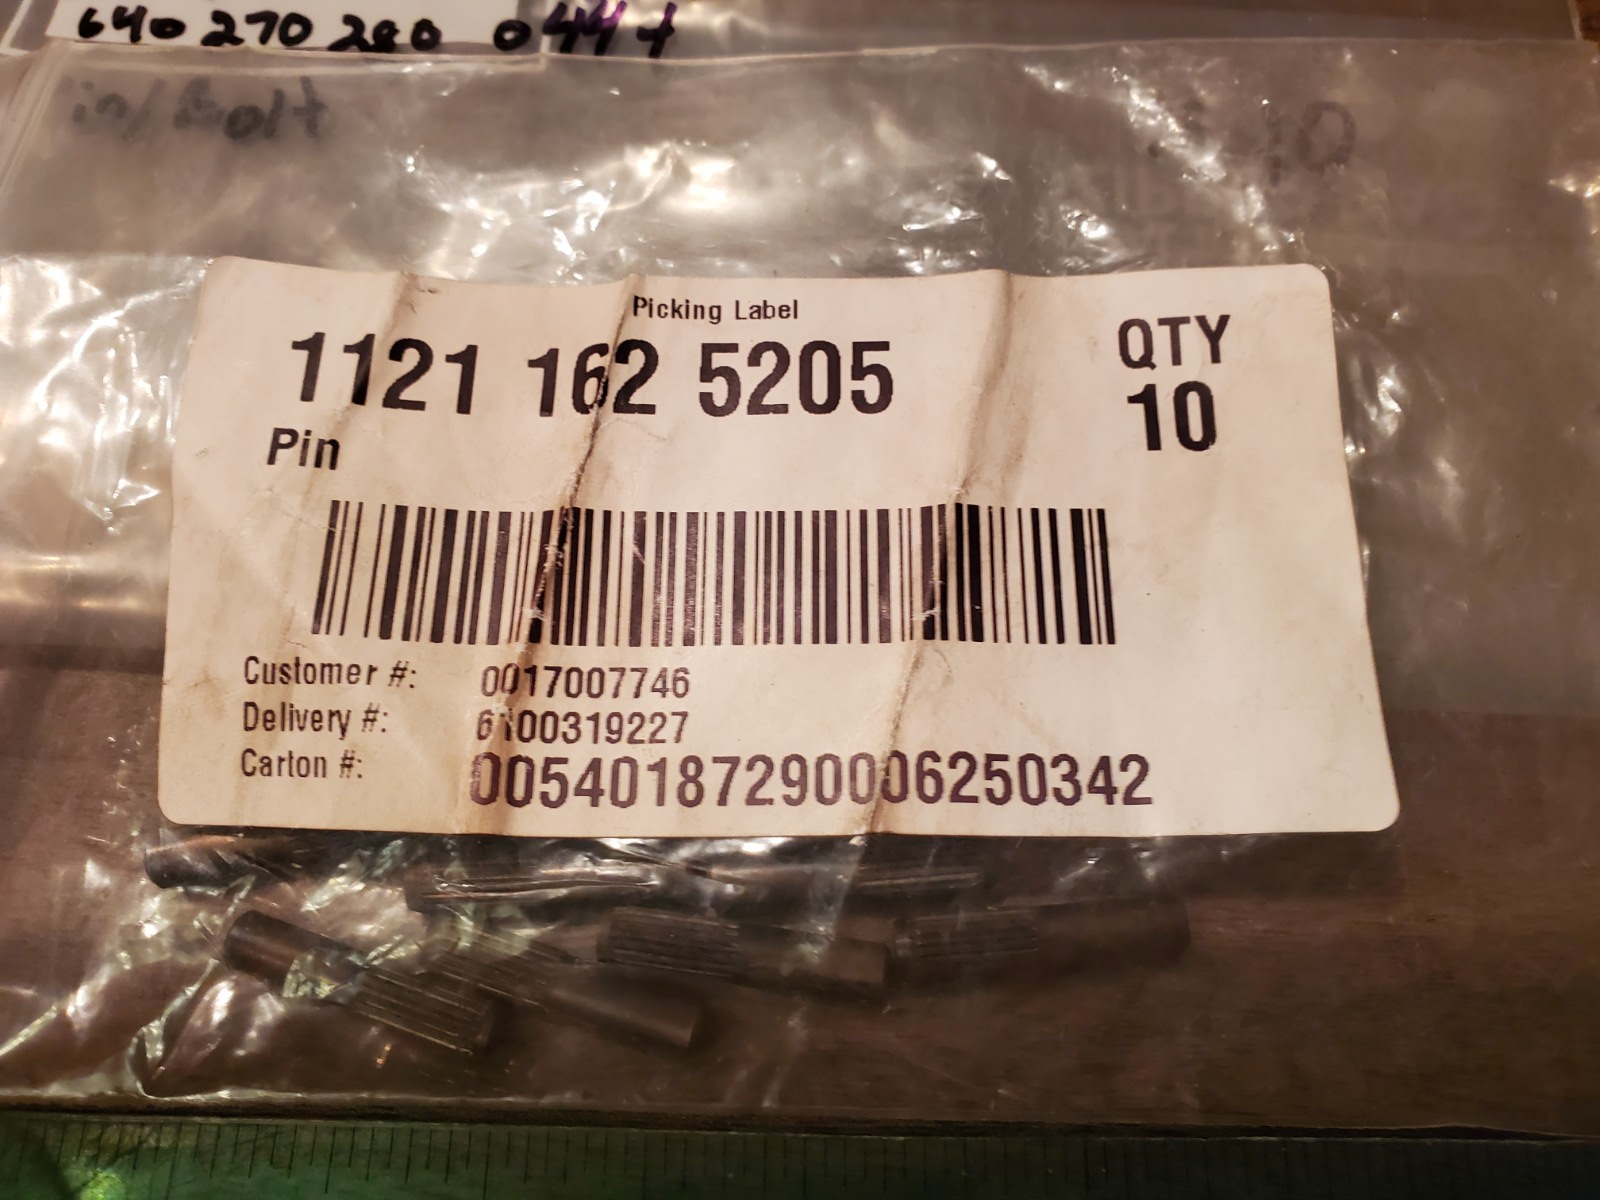 640 270 280 044+
Bolt
Picking Label
1121 162 5205
QTY
10
Pin
Customer #: 0017007746
Delivery #: 6100319227
Carton #: 00540187290006250342